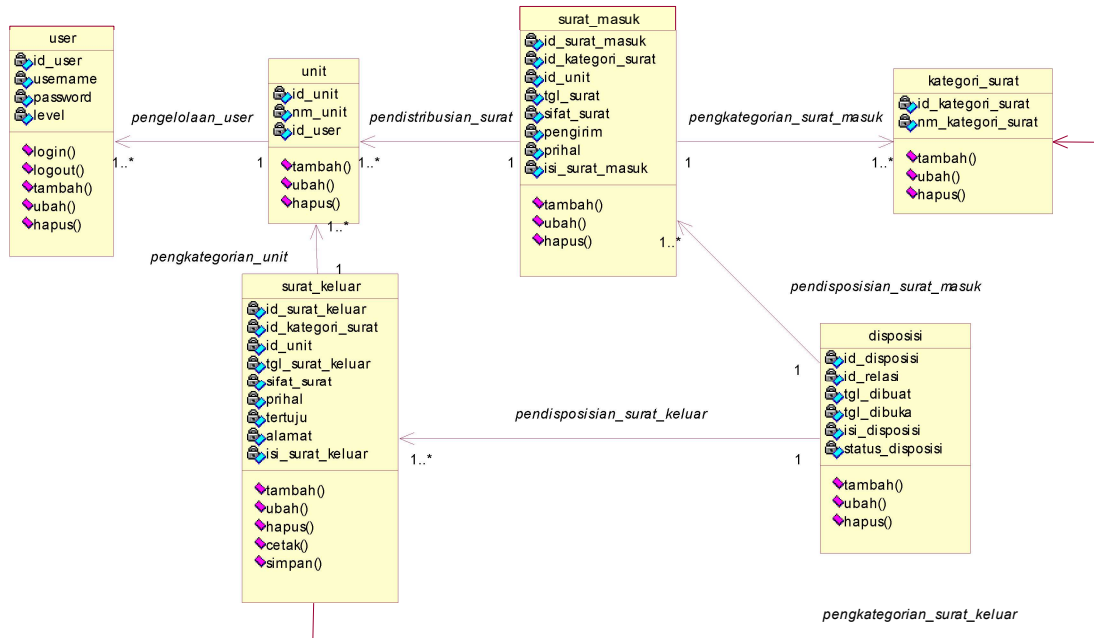 user
id_user
username
password
level
login()
logout()
tambah()
ubah()
hapus()
pengelolaan_user
1..*
1
unit
id_unit
nm_unit
id_user
tambah()
ubah()
hapus()
1..*
pendistribusian_surat
1..*
1
surat_masuk
id_surat_masuk
id_kategori_surat
id_unit
tgl_surat
sifat_surat
pengirim
prihal
isi_surat_masuk
tambah()
ubah()
hapus()
1..*
pengkategorian_surat_masuk
1
1..*
kategori_surat
id_kategori_surat
nm_kategori_surat
tambah()
ubah()
hapus()
pengkategorian_unit
1
surat_keluar
id_surat_keluar
id_kategori_surat
id_unit
tgl_surat_keluar
sifat_surat
prihal
tertuju
alamat
isi_surat_keluar
tambah()
ubah()
hapus()
cetak()
simpan()
pendisposisian_surat_masuk
1
pendisposisian_surat_keluar
1..*
1
disposisi
id_disposisi
id_relasi
tgl_dibuat
tgl_dibuka
isi_disposisi
status_disposisi
tambah()
ubah()
hapus()
pengkategorian_surat_keluar